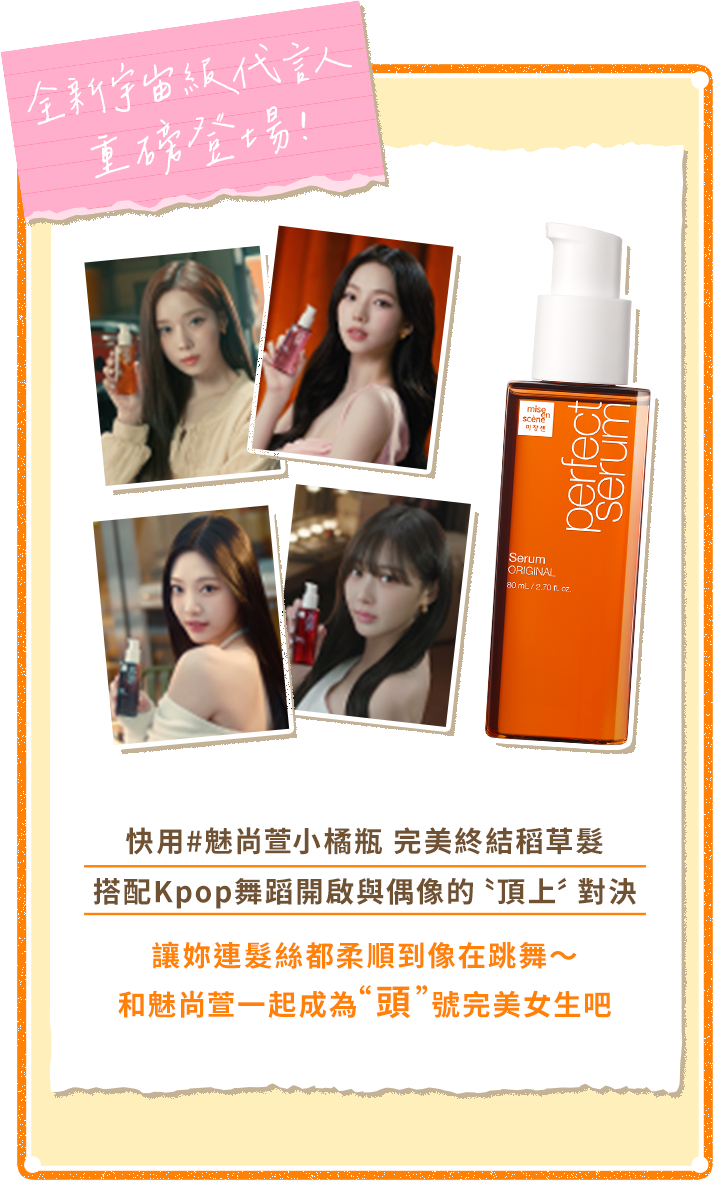 全新宇宙級代言人
重磅登場!
mise
en
scène
미쟝센
perfect
serum
Serum
ORIGINAL
80 mL / 2.70 fl. oz.
快用#魅尚萱小橘瓶 完美終結稻草髮
搭配Kpop舞蹈開啟與偶像的〝頂上〞對決
讓妳連髮絲都柔順到像在跳舞～
和魅尚萱一起成為“頭”號完美女生吧